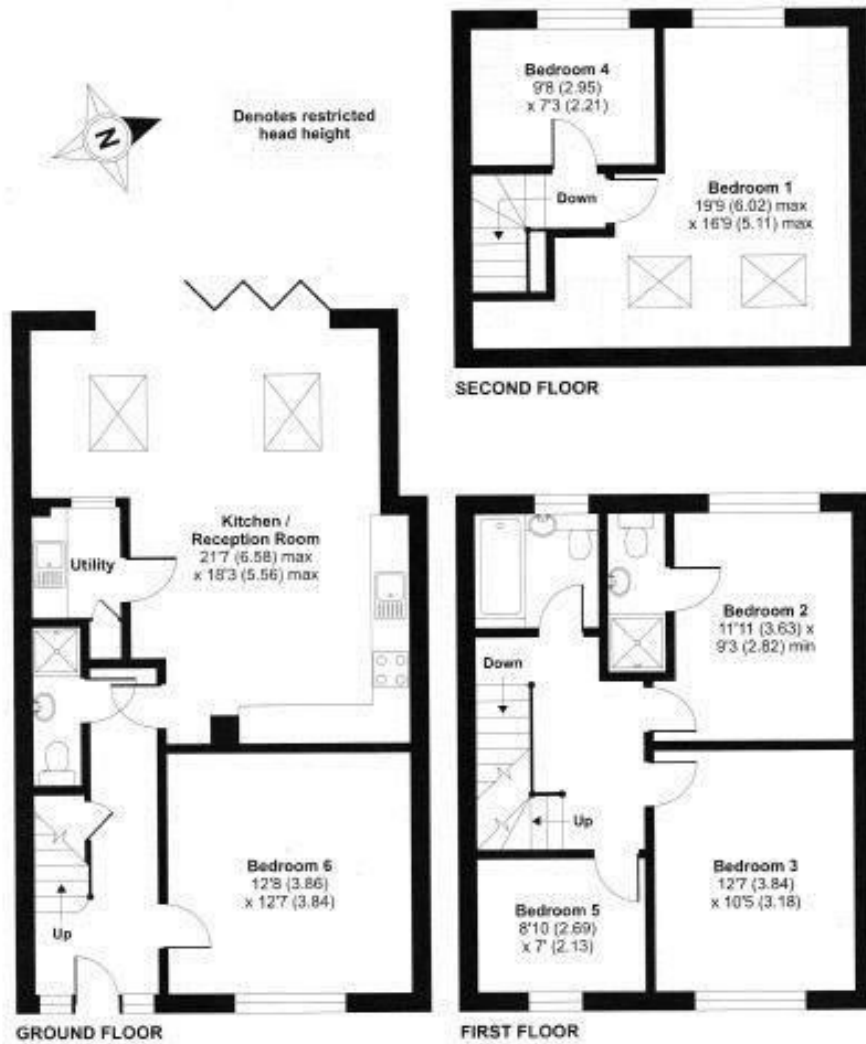 N
Denotes restricted
head height
Bedroom 4
9'8 (2.95)
x 7'3 (2.21)
Down
Bedroom 1
19'9 (6.02) max
x 16'9 (5.11) max
SECOND FLOOR
Kitchen /
Reception Room
21'7 (6.58) max
x 18'3 (5.56) max
Utility
Bedroom 6
12'8 (3.86)
x 12'7 (3.84)
Up
GROUND FLOOR
Bedroom 2
11'11 (3.63) x
9'3 (2.82) min
Down
Up
Bedroom 3
12'7 (3.84)
x 10'5 (3.18)
Bedroom 5
8'10 (2.69)
x 7' (2.13)
FIRST FLOOR